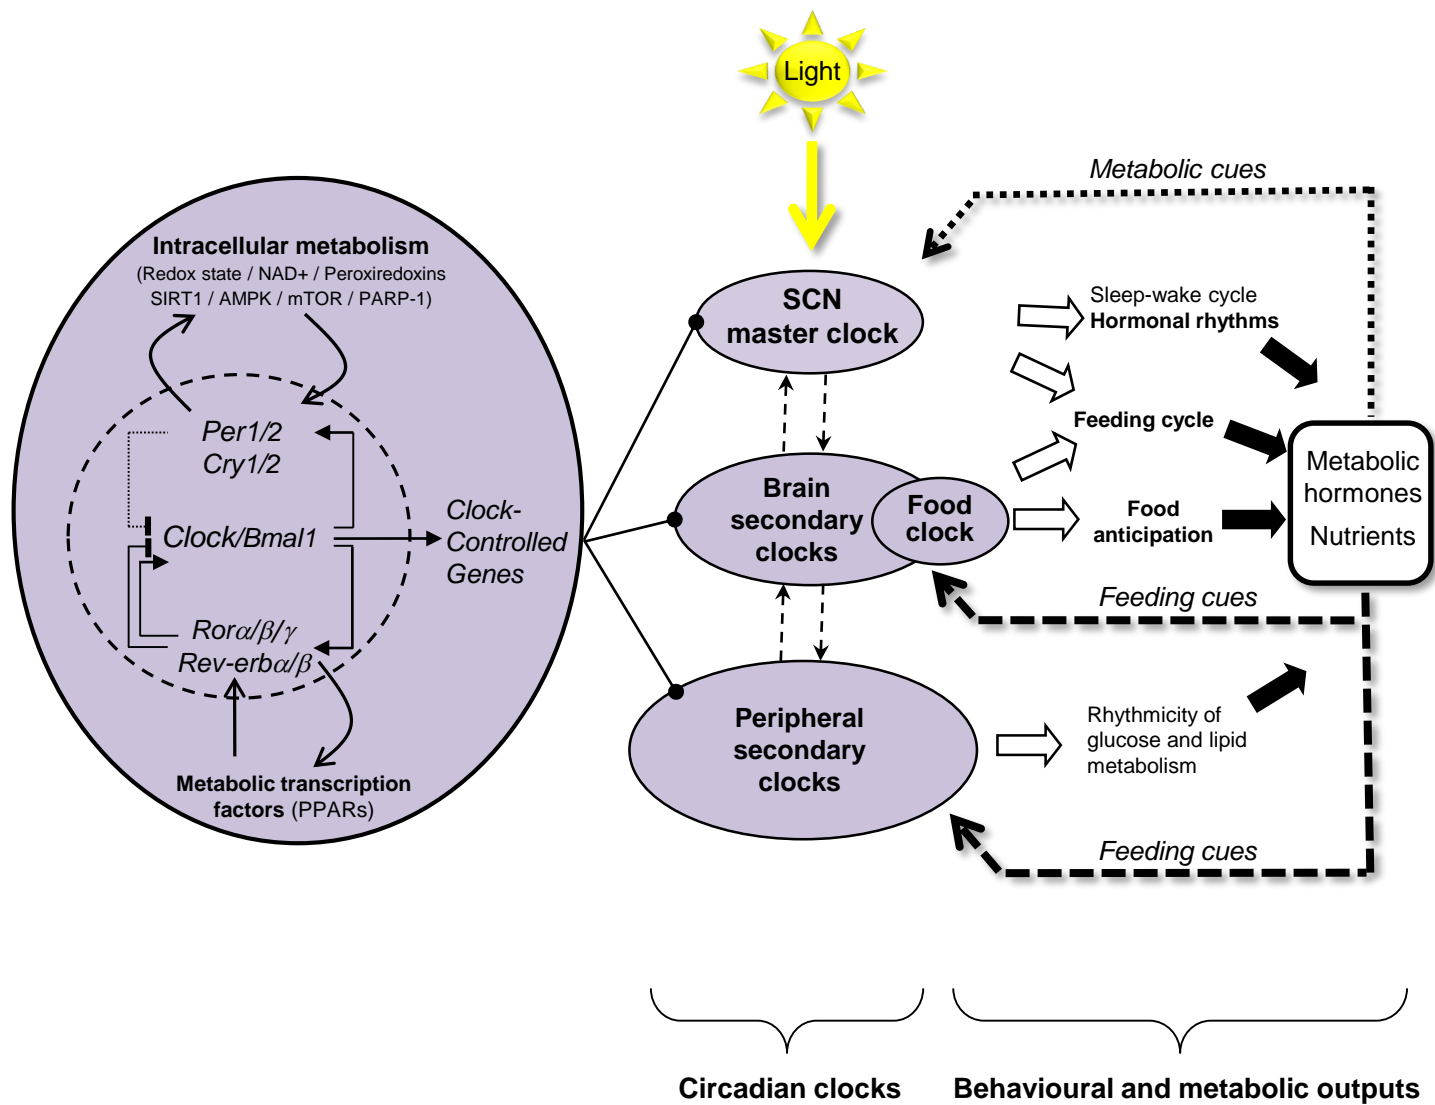 Light
Metabolic cues
Intracellular metabolism
(Redox state / NAD+ / Peroxiredoxins
SIRT1 / AMPK / mTOR / PARP-1)
Per1/2
Cry1/2
Clock/Bmal1
Clock-
Controlled
Genes
Rorα/β/γ
Rev-erbα/β
Metabolic transcription
factors (PPARs)
SCN
master clock
Brain
secondary
clocks
Food
clock
Peripheral
secondary
clocks
Sleep-wake cycle
Hormonal rhythms
Feeding cycle
Food
anticipation
Metabolic
hormones
Nutrients
Feeding cues
Rhythmicity of
glucose and lipid
metabolism
Feeding cues
Circadian clocks
Behavioural and metabolic outputs